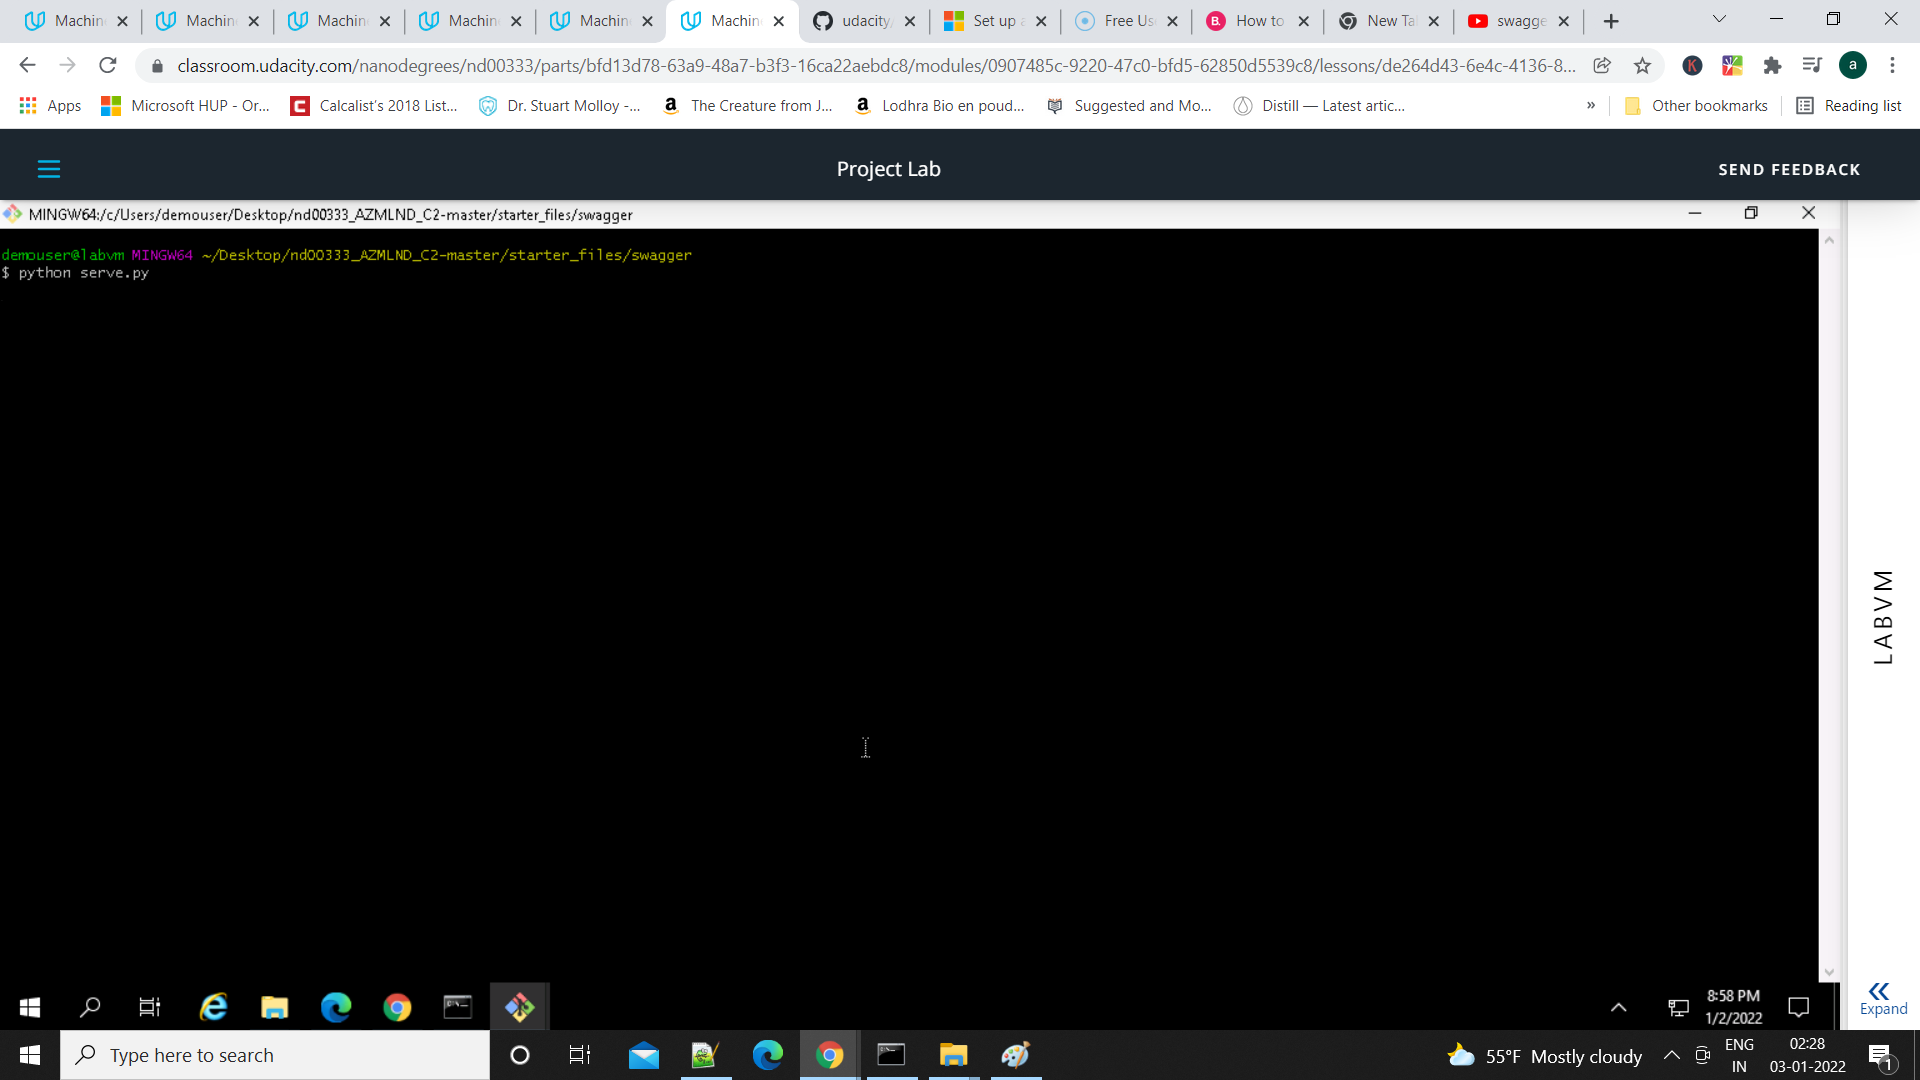 Machin
Machin
Machin
Machin
Machin
Machin
udacity/
Set up a
Free Us
How to
New Ta
swagge
classroom.udacity.com/nanodegrees/nd00333/parts/bfd13d78-63a9-48a7-b3f3-16ca22aebdc8/modules/0907485c-9220-47c0-bfd5-62850d5539c8/lessons/de264d43-6e4c-4136-8...
K
a
Apps
Microsoft HUP - Or...
Calcalist's 2018 List...
Dr. Stuart Molloy -...
The Creature from J...
Lodhra Bio en poud...
Suggested and Mo...
Distill — Latest artic...
»
Other bookmarks
Reading list
Project Lab
SEND FEEDBACK
MINGW64:/c/Users/demouser/Desktop/nd00333_AZMLND_C2-master/starter_files/swagger
demouser@labvm MINGW64 ~/Desktop/nd00333_AZMLND_C2-master/starter_files/swagger
$ python serve.py
LABVM
Expand
8:58 PM
1/2/2022
Type here to search
55°F Mostly cloudy
ENG
IN
02:28
03-01-2022
1